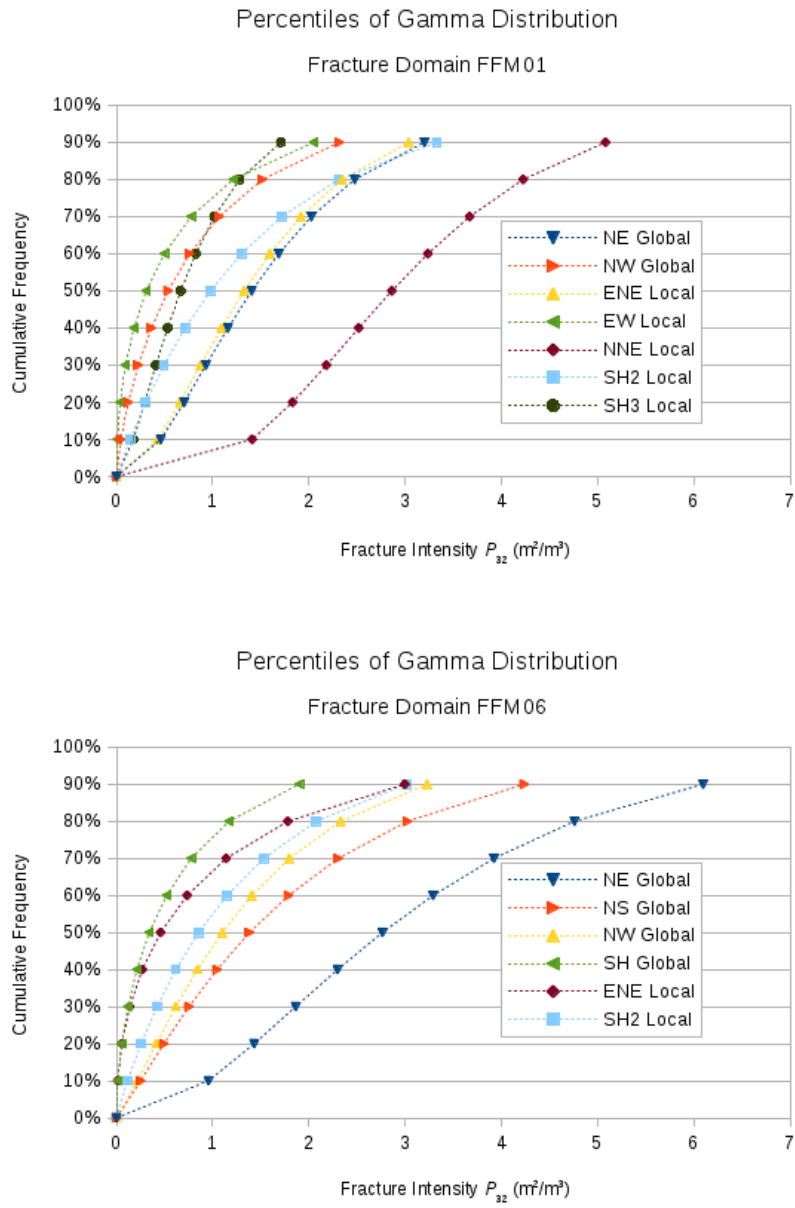 Percentiles of Gamma Distribution
Fracture Domain FFM01
100%
90%
80%
70%
60%
50%
40%
30%
20%
10%
0%
Cumulative Frequency
0 1 2 3 4 5 6 7
Fracture Intensity P32 (m²/m³)
NE Global
NW Global
ENE Local
EW Local
NNE Local
SH2 Local
SH3 Local
Percentiles of Gamma Distribution
Fracture Domain FFM06
100%
90%
80%
70%
60%
50%
40%
30%
20%
10%
0%
Cumulative Frequency
0 1 2 3 4 5 6 7
Fracture Intensity P32 (m²/m³)
NE Global
NS Global
NW Global
SH Global
ENE Local
SH2 Local